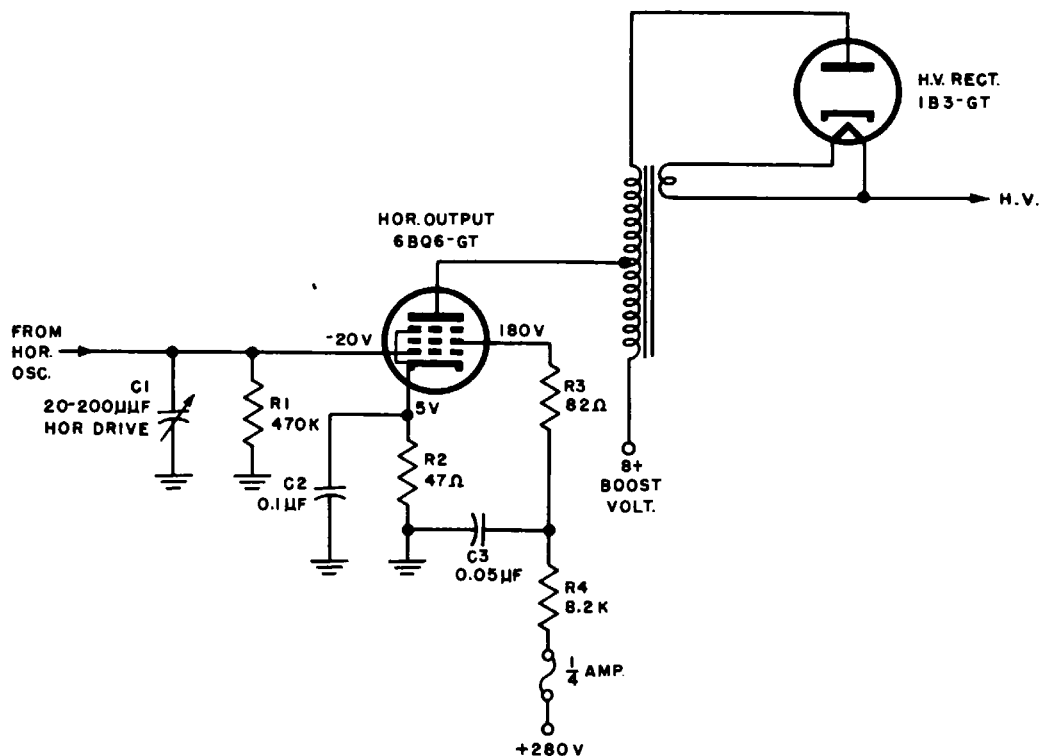 H.V. RECT.
1B3-GT
H.V.
HOR. OUTPUT
6BQ6-GT
FROM
HOR.
OSC.
-20V
180V
C1
20-200µµF
HOR DRIVE
R1
470K
5V
R3
82Ω
C2
0.1µF
R2
47Ω
8+
BOOST
VOLT.
C3
0.05µF
R4
8.2K
1/4 AMP.
+280V